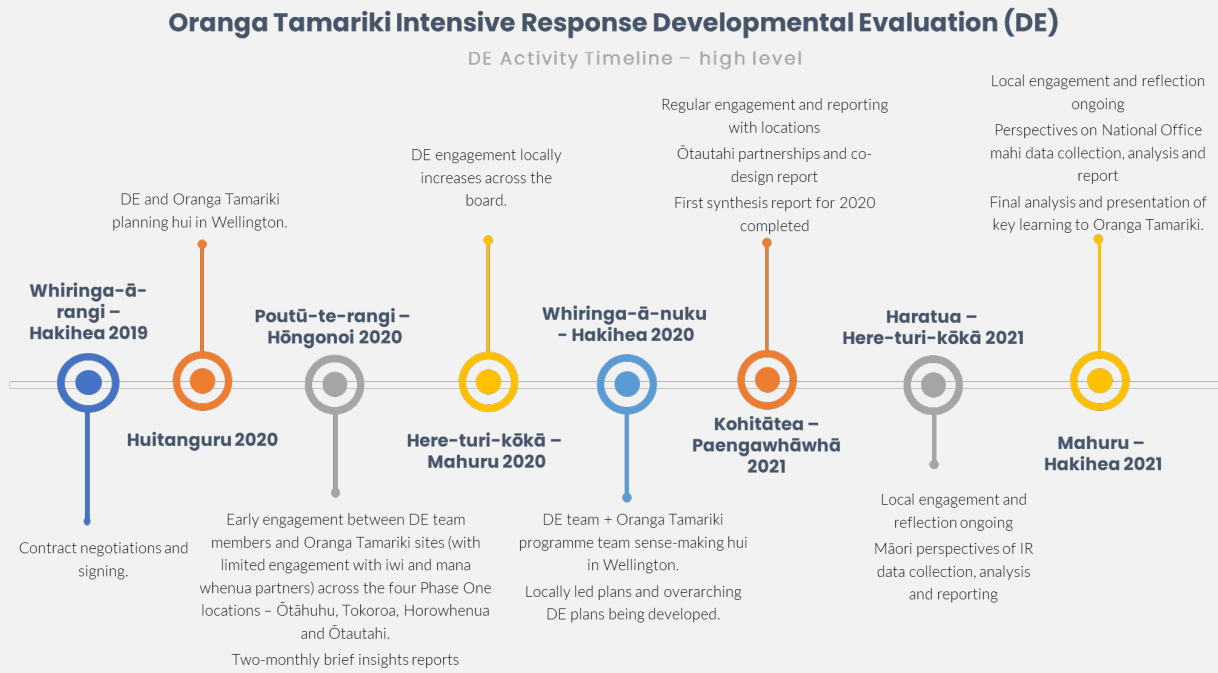 Oranga Tamariki Intensive Response Developmental Evaluation (DE)
DE Activity Timeline – high level
Whiringa-ā-
rangi –
Hakihea 2019
Contract negotiations and
signing.
DE and Oranga Tamariki
planning hui in Wellington.
Huitanguru 2020
Poutū-te-rangi –
Hōngonoi 2020
Early engagement between DE team
members and Oranga Tamariki sites (with
limited engagement with iwi and mana
whenua partners) across the four Phase One
locations – Ōtāhuhu, Tokoroa, Horowhenua
and Ōtautahi.
Two-monthly brief insights reports
DE engagement locally
increases across the
board.
Here-turi-kōkā –
Mahuru 2020
Whiringa-ā-nuku
- Hakihea 2020
DE team + Oranga Tamariki
programme team sense-making hui
in Wellington.
Locally led plans and overarching
DE plans being developed.
Regular engagement and reporting
with locations
Ōtautahi partnerships and co-
design report
First synthesis report for 2020
completed
Kohitātea –
Paengawhāwhā
2021
Haratua –
Here-turi-kōkā 2021
Local engagement and
reflection ongoing
Māori perspectives of IR
data collection, analysis
and reporting
Local engagement and reflection
ongoing
Perspectives on National Office
mahi data collection, analysis and
report
Final analysis and presentation of
key learning to Oranga Tamariki.
Mahuru –
Hakihea 2021